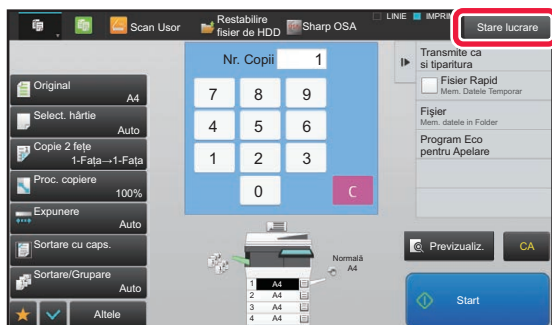 Scan Usor
Restabilire
fisier de HDD
Sharp OSA
LINIE
Stare lucrare
Nr. Copii
1
Original
A4
Select. hârtie
Auto
Copie 2 fețe
1-Fața→1-Fața
Proc. copiere
100%
Expunere
Auto
Sortare cu caps.
Sortare/Grupare
Auto
Altele
7 8 9
4 5 6
1 2 3
0 C
Normală
A4
1 A4
2 A4
3 A4
4 A4
Transmite ca
si tiparitura
Fisier Rapid
Mem. Datele Temporar
Fişier
Mem. datele in Folder
Program Eco
pentru Apelare
Previzualiz.
CA
Start